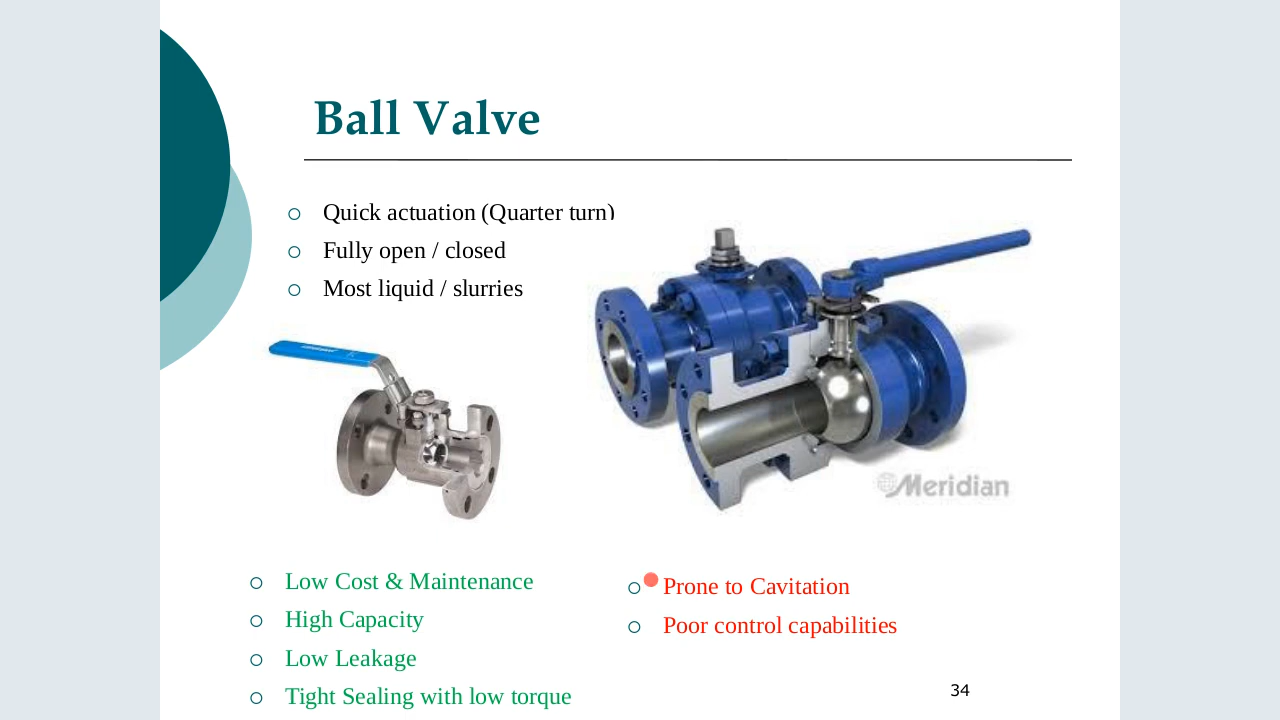 Ball Valve
Quick actuation (Quarter turn)
Fully open / closed
Most liquid / slurries
Meridian
Low Cost & Maintenance
High Capacity
Low Leakage
Tight Sealing with low torque
Prone to Cavitation
Poor control capabilities
34